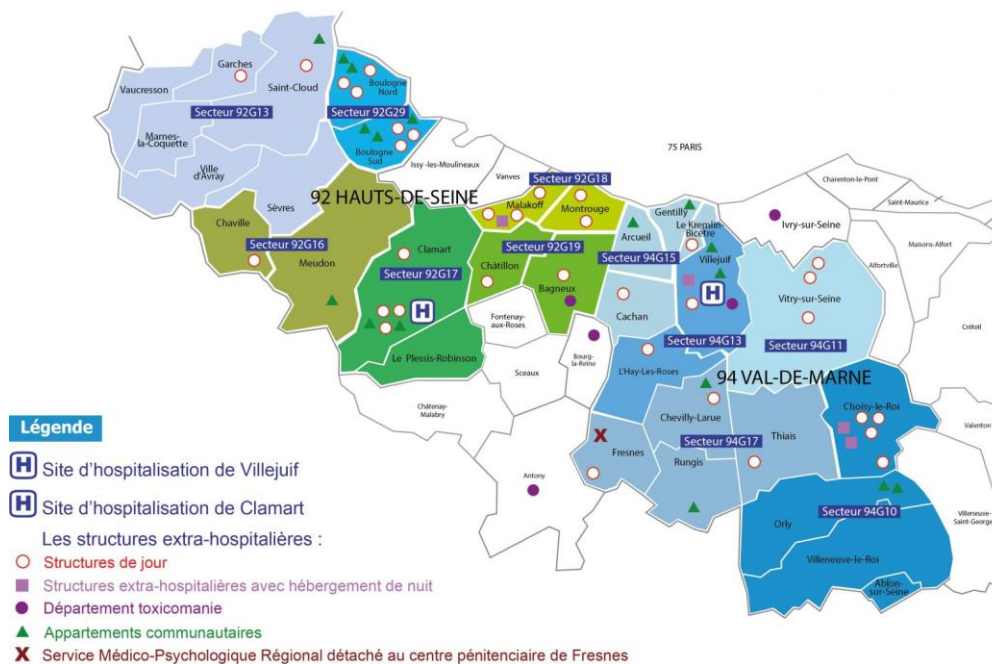 Garches
Vaucresson
Saint-Cloud
Boulogne
Nord
Secteur 92G13
Secteur 92G29
Marnes-
la-Coquette
Boulogne
Sud
Ville
d'Avray
Issy -les-Moulineaux
75 PARIS
Vanves
Secteur 92G18
Charenton-le-Pont
Saint-Maurice
92 HAUTS-DE-SEINE
Sèvres
Malakoff
Montrouge
Gentilly
Le Kremlin-
Bicêtre
Ivry-sur-Seine
Chaville
Arcueil
Maisons-Alfort
Secteur 92G16
Meudon
Clamart
Secteur 92G19
Secteur 94G15
Villejuif
Alfortville
Secteur 92G17
Châtillon
Bagneux
H
H
Vitry-sur-Seine
Cachan
Fontenay-
aux-Roses
Créteil
Secteur 94G13
Secteur 94G11
Le Plessis-Robinson
Bourg-
la-Reine
Sceaux
L'Hay-Les-Roses
94 VAL-DE-MARNE
Châtenay-
Malabry
Chevilly-Larue
Choisy-le-Roi
Valenton
Secteur 94G17
Thiais
Fresnes
Rungis
Antony
Secteur 94G10
Villeneuve-
Saint-Georges
Orly
Villeneuve-le-Roi
Ablon-
sur-Seine
Légende
H Site d'hospitalisation de Villejuif
H Site d'hospitalisation de Clamart
Les structures extra-hospitalières :
Structures de jour
Structures extra-hospitalières avec hébergement de nuit
Département toxicomanie
Appartements communautaires
X Service Médico-Psychologique Régional détaché au centre pénitenciaire de Fresnes